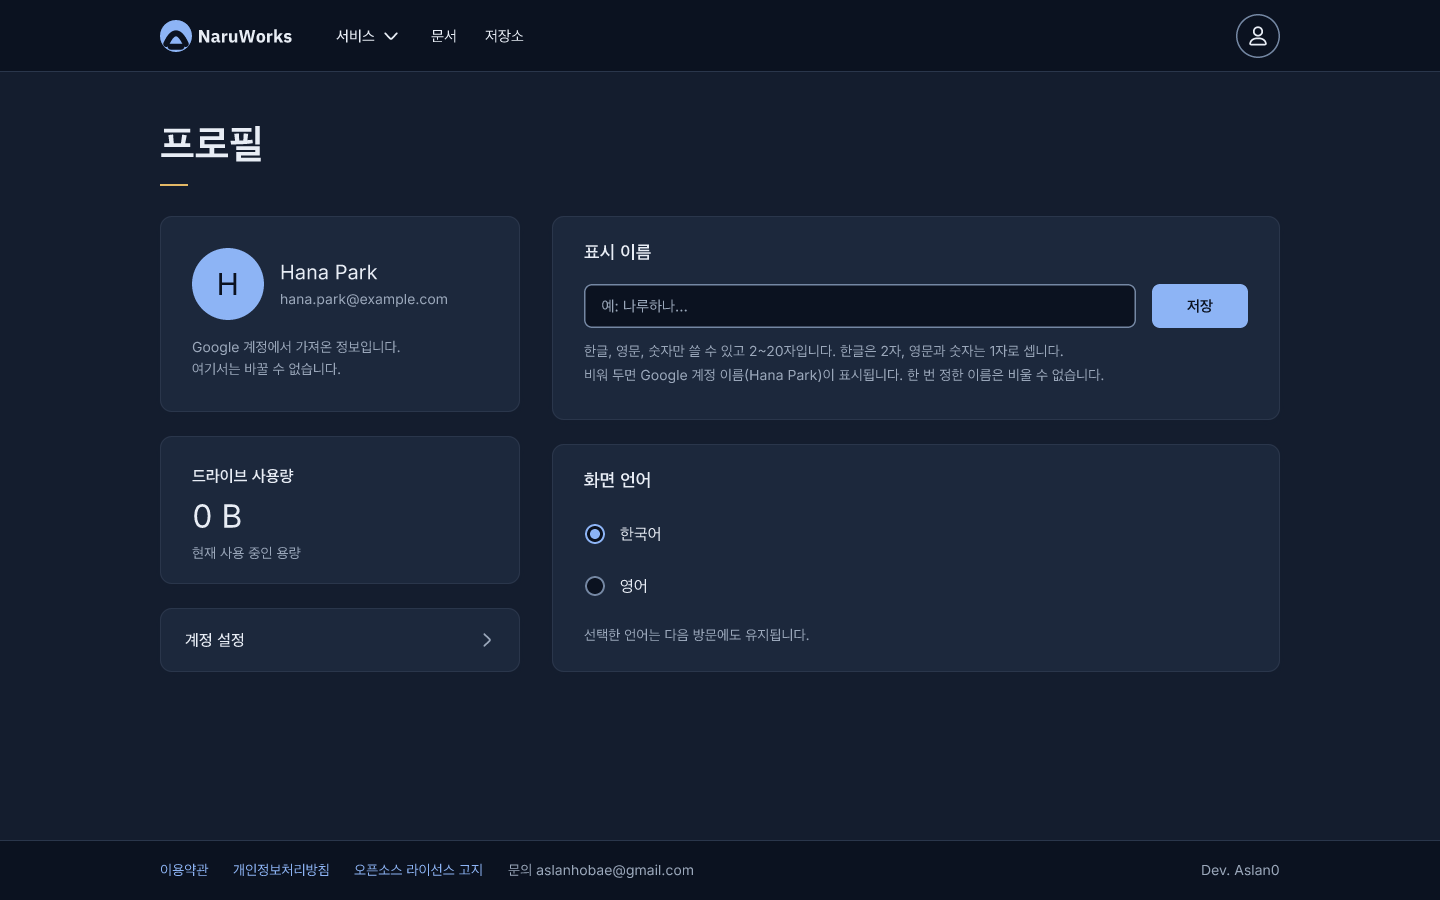 NaruWorks
서비스
문서
저장소
프로필
H
Hana Park
hana.park@example.com
Google 계정에서 가져온 정보입니다.
여기서는 바꿀 수 없습니다.
드라이브 사용량
0 B
현재 사용 중인 용량
계정 설정
표시 이름
예: 나루하나...
저장
한글, 영문, 숫자만 쓸 수 있고 2~20자입니다. 한글은 2자, 영문과 숫자는 1자로 셉니다.
비워 두면 Google 계정 이름(Hana Park)이 표시됩니다. 한 번 정한 이름은 비울 수 없습니다.
화면 언어
한국어
영어
선택한 언어는 다음 방문에도 유지됩니다.
이용약관
개인정보처리방침
오픈소스 라이선스 고지
문의 aslanhobae@gmail.com
Dev. Aslan0